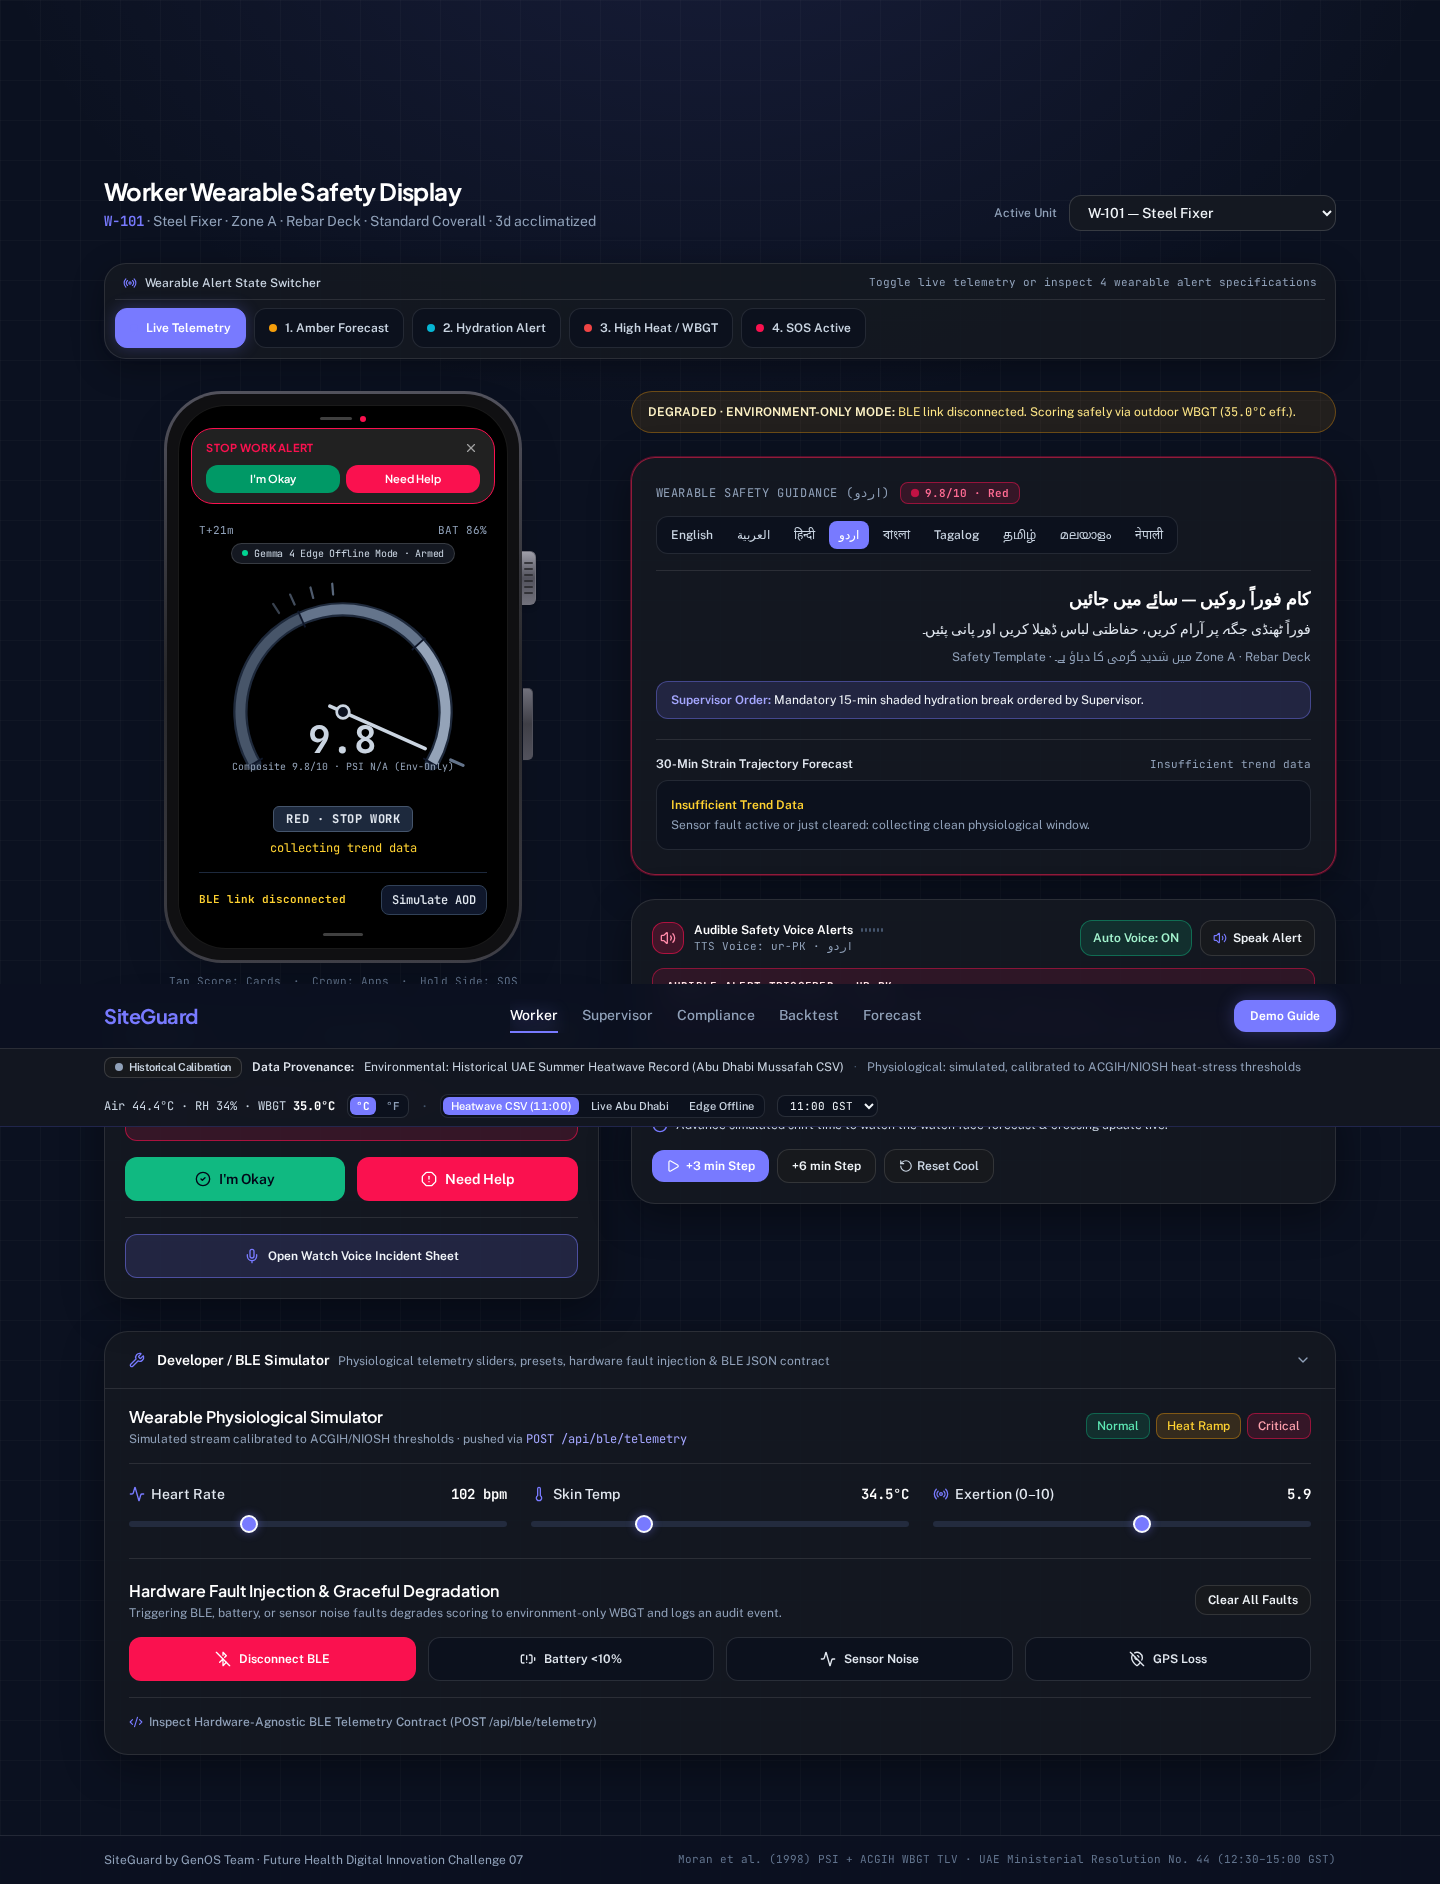 Worker Wearable Safety Display
W-101 · Steel Fixer · Zone A · Rebar Deck · Standard Coverall · 3d acclimatized
Active Unit
W-101 — Steel Fixer
Wearable Alert State Switcher
Toggle live telemetry or inspect 4 wearable alert specifications
Live Telemetry
1. Amber Forecast
2. Hydration Alert
3. High Heat / WBGT
4. SOS Active
STOP WORK ALERT
I'm Okay
Need Help
T+21m
BAT 86%
Gemma 4 Edge Offline Mode · Armed
9.8
Composite 9.8/10 · PSI N/A (Env-Only)
RED · STOP WORK
collecting trend data
BLE link disconnected
Simulate AOD
Tap Score: Cards · Crown: Apps · Hold Side: SOS
DEGRADED · ENVIRONMENT-ONLY MODE: BLE link disconnected. Scoring safely via outdoor WBGT (35.0°C eff.).
WEARABLE SAFETY GUIDANCE (اردو)
9.8/10 · Red
English
العربية
हिन्दी
اردو
বাংলা
Tagalog
தமிழ்
മലയാളം
नेपाली
کام فوراً روکیں — سائے میں جائیں
فوراً ٹھنڈی جگہ پر آرام کریں، حفاظتی لباس ڈھیلا کریں اور پانی پئیں۔
Safety Template · میں شدید گرمی کا دباؤ ہے۔ Zone A · Rebar Deck
Supervisor Order: Mandatory 15-min shaded hydration break ordered by Supervisor.
30-Min Strain Trajectory Forecast
Insufficient trend data
Insufficient Trend Data
Sensor fault active or just cleared: collecting clean physiological window.
Audible Safety Voice Alerts
TTS Voice: ur-PK · اردو
Auto Voice: ON
Speak Alert
SiteGuard
Worker
Supervisor
Compliance
Backtest
Forecast
Demo Guide
Historical Calibration
Data Provenance: Environmental: Historical UAE Summer Heatwave Record (Abu Dhabi Mussafah CSV) · Physiological: simulated, calibrated to ACGIH/NIOSH heat-stress thresholds
Air 44.4°C · RH 34% · WBGT 35.0°C
°C
°F
·
Heatwave CSV (11:00)
Live Abu Dhabi
Edge Offline
11:00 GST
I'm Okay
Need Help
Open Watch Voice Incident Sheet
+3 min Step
+6 min Step
Reset Cool
Developer / BLE Simulator
Physiological telemetry sliders, presets, hardware fault injection & BLE JSON contract
Wearable Physiological Simulator
Simulated stream calibrated to ACGIH/NIOSH thresholds · pushed via POST /api/ble/telemetry
Normal
Heat Ramp
Critical
Heart Rate
102 bpm
Skin Temp
34.5°C
Exertion (0–10)
5.9
Hardware Fault Injection & Graceful Degradation
Triggering BLE, battery, or sensor noise faults degrades scoring to environment-only WBGT and logs an audit event.
Clear All Faults
Disconnect BLE
Battery <10%
Sensor Noise
GPS Loss
Inspect Hardware-Agnostic BLE Telemetry Contract (POST /api/ble/telemetry)
SiteGuard by GenOS Team · Future Health Digital Innovation Challenge 07
Moran et al. (1998) PSI + ACGIH WBGT TLV · UAE Ministerial Resolution No. 44 (12:30–15:00 GST)